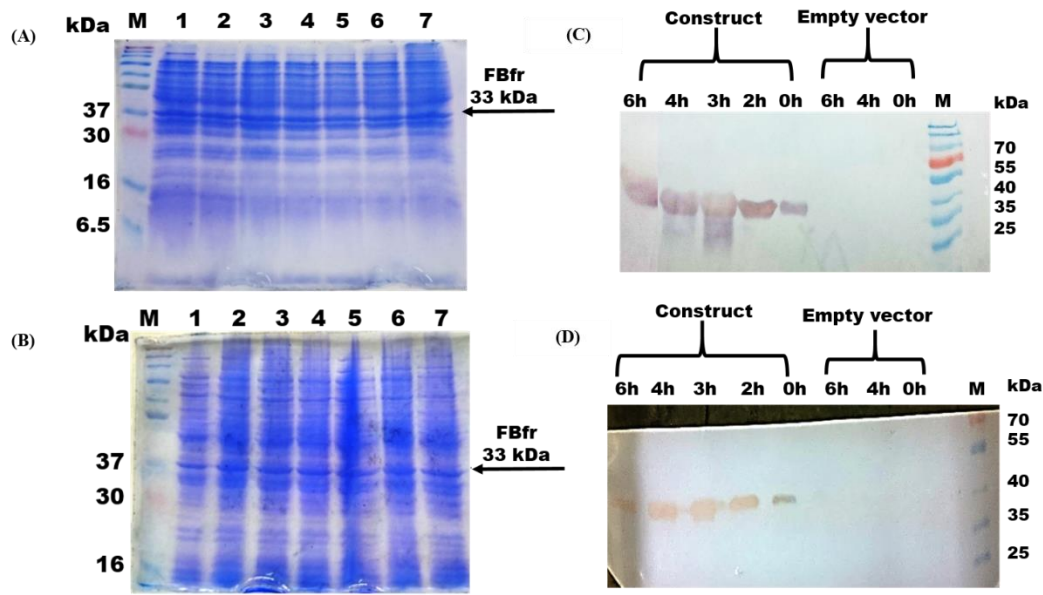 (A)
kDa M 1 2 3 4 5 6 7
37
30
16
6.5
FBfr
33 kDa
(B)
kDa M 1 2 3 4 5 6 7
37
30
16
FBfr
33 kDa
(C)
Construct Empty vector
6h 4h 3h 2h 0h 6h 4h 0h M kDa
70
55
40
35
25
(D)
Construct Empty vector
6h 4h 3h 2h 0h 6h 4h 0h M kDa
70
55
40
35
25